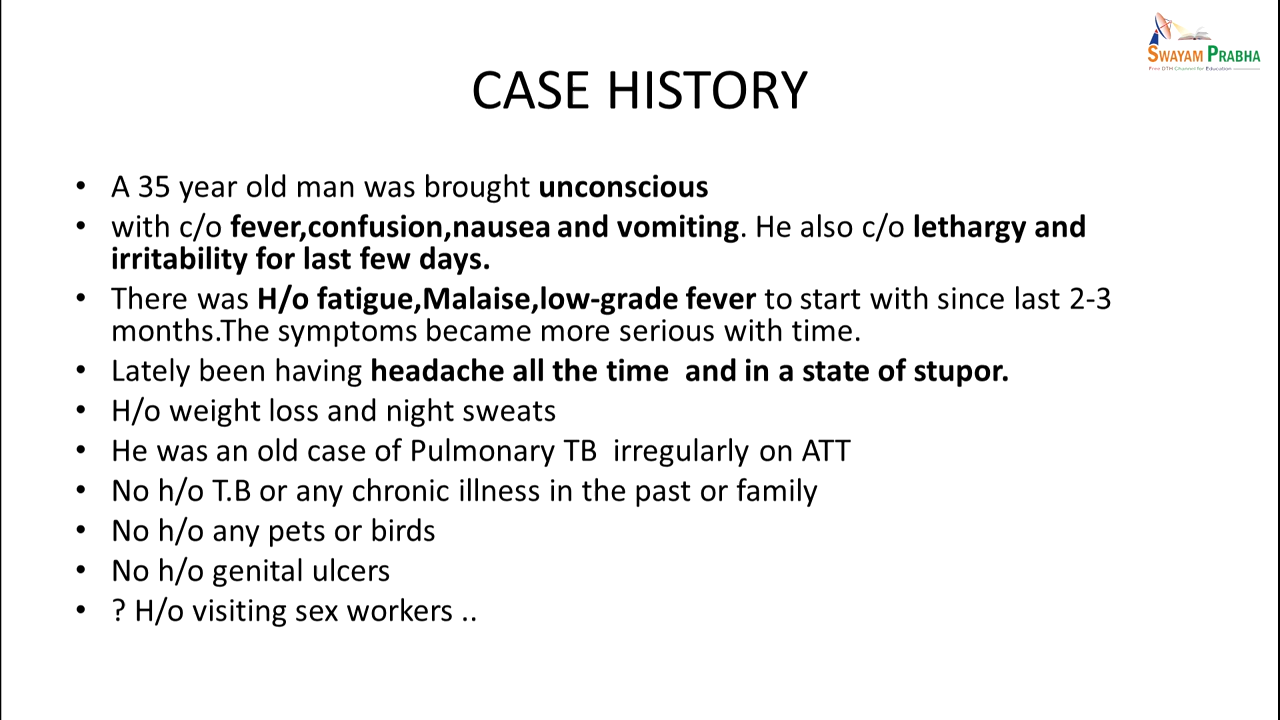 SWAYAM PRABHA
Free DTH Channel for Education
CASE HISTORY
• A 35 year old man was brought unconscious
• with c/o fever,confusion,nausea and vomiting. He also c/o lethargy and
irritability for last few days.
• There was H/o fatigue,Malaise,low-grade fever to start with since last 2-3
months.The symptoms became more serious with time.
• Lately been having headache all the time  and in a state of stupor.
• H/o weight loss and night sweats
• He was an old case of Pulmonary TB  irregularly on ATT
• No h/o T.B or any chronic illness in the past or family
• No h/o any pets or birds
• No h/o genital ulcers
• ? H/o visiting sex workers ..